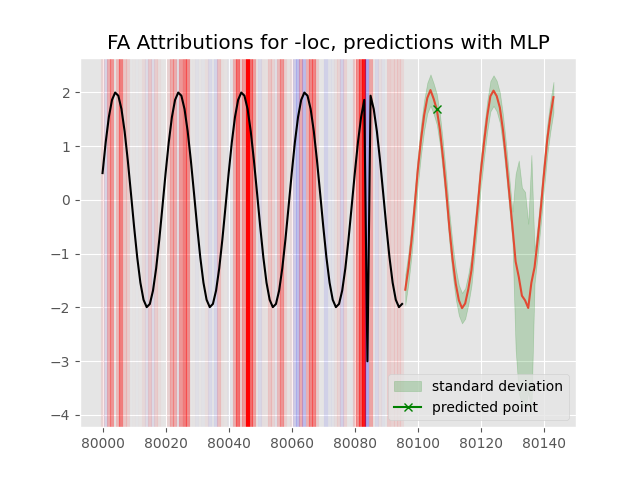 FA Attributions for -loc, predictions with MLP
2
1
0
−1
−2
−3
−4
standard deviation
predicted point
80000 80020 80040 80060 80080 80100 80120 80140